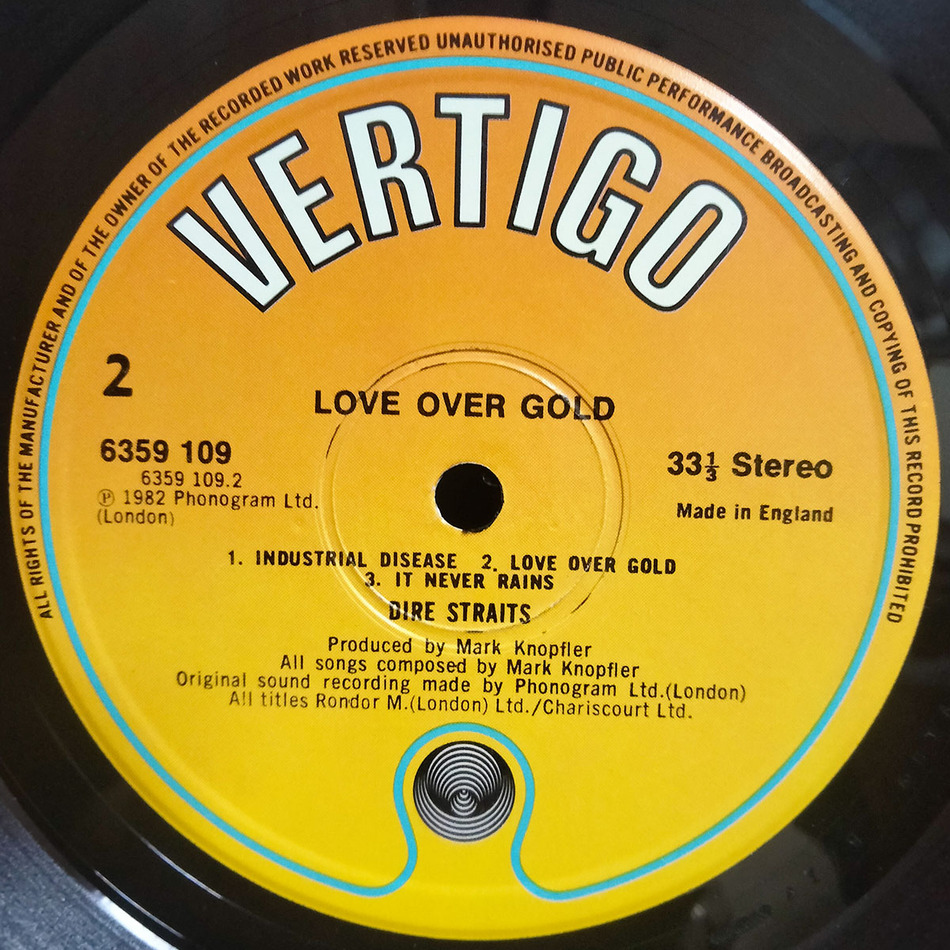 ALL RIGHTS OF THE MANUFACTURER AND OF THE OWNER OF THE RECORDED WORK RESERVED UNAUTHORISED PUBLIC PERFORMANCE BROADCASTING AND COPYING OF THIS RECORD PROHIBITED
VERTIGO
2
LOVE OVER GOLD
6359 109
6359 109.2
℗ 1982 Phonogram Ltd.
(London)
33⅓ Stereo
Made in England
1. INDUSTRIAL DISEASE 2. LOVE OVER GOLD
3. IT NEVER RAINS
DIRE STRAITS
Produced by Mark Knopfler
All songs composed by Mark Knopfler
Original sound recording made by Phonogram Ltd.(London)
All titles Rondor M.(London) Ltd./Chariscourt Ltd.